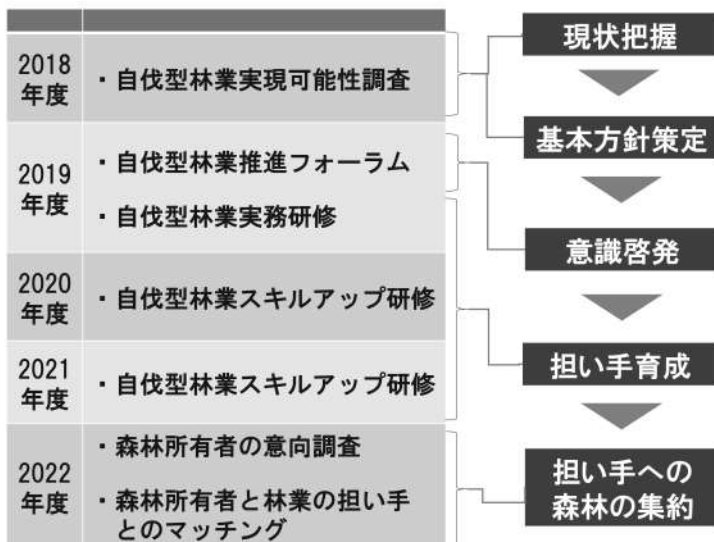 2018
年度
・自伐型林業実現可能性調査
2019
年度
・自伐型林業推進フォーラム
・自伐型林業実務研修
2020
年度
・自伐型林業スキルアップ研修
2021
年度
・自伐型林業スキルアップ研修
2022
年度
・森林所有者の意向調査
・森林所有者と林業の担い手
とのマッチング
現状把握
基本方針策定
意識啓発
担い手育成
担い手への
森林の集約